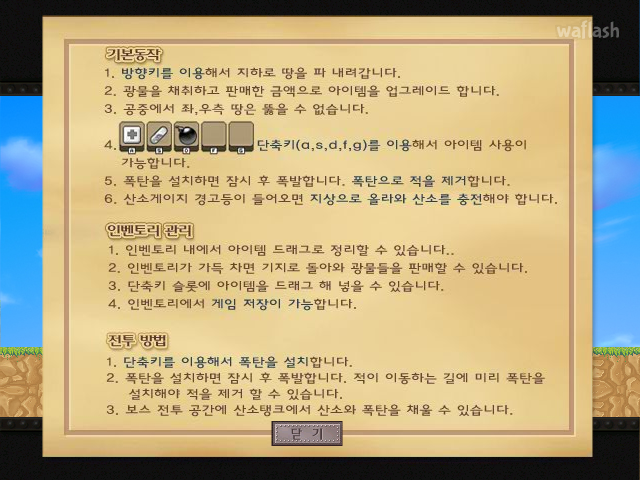 waflash
기본동작
1. 방향키를 이용해서 지하로 땅을 파 내려갑니다.
2. 광물을 채취하고 판매한 금액으로 아이템을 업그레이드 합니다.
3. 공중에서 좌,우측 땅은 뚫을 수 없습니다.
4. A S D F G 단축키(a,s,d,f,g)를 이용해서 아이템 사용이
가능합니다.
5. 폭탄을 설치하면 잠시 후 폭발합니다. 폭탄으로 적을 제거합니다.
6. 산소게이지 경고등이 들어오면 지상으로 올라와 산소를 충전해야 합니다.
인벤토리 관리
1. 인벤토리 내에서 아이템 드래그로 정리할 수 있습니다..
2. 인벤토리가 가득 차면 기지로 돌아와 광물들을 판매할 수 있습니다.
3. 단축키 슬롯에 아이템을 드래그 해 넣을 수 있습니다.
4. 인벤토리에서 게임 저장이 가능합니다.
전투 방법
1. 단축키를 이용해서 폭탄을 설치합니다.
2. 폭탄을 설치하면 잠시 후 폭발합니다. 적이 이동하는 길에 미리 폭탄을
설치해야 적을 제거 할 수 있습니다.
3. 보스 전투 공간에 산소탱크에서 산소와 폭탄을 채울 수 있습니다.
닫 기